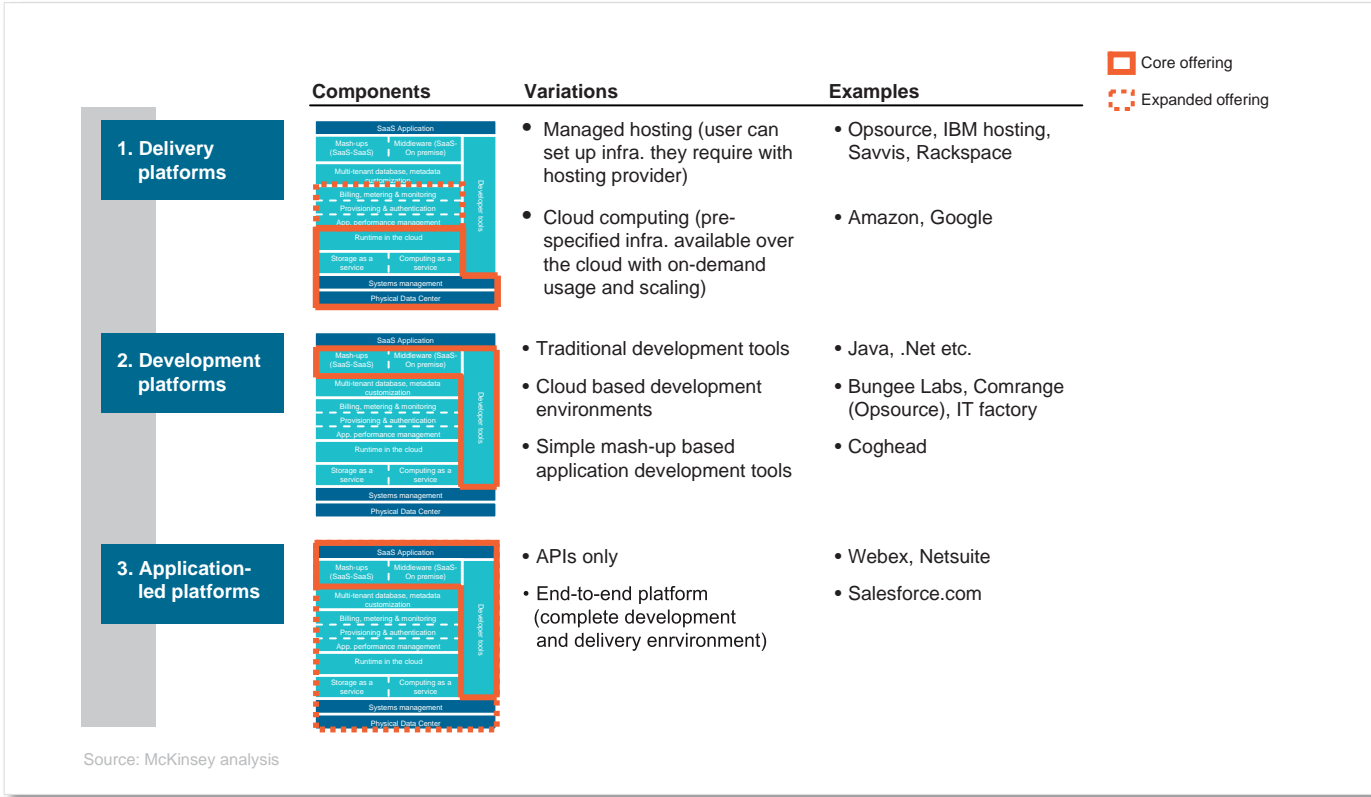 Core offering
Expanded offering
Components
Variations
Examples
1. Delivery
platforms
SaaS Application
Mash-ups
(SaaS-SaaS)
Middleware (SaaS-
On premise)
Multi-tenant database, metadata
customization
Billing, metering & monitoring
Provisioning & authentication
App. performance management
Runtime in the cloud
Storage as a
service
Computing as a
service
Developer tools
Systems management
Physical Data Center
• Managed hosting (user can
set up infra. they require with
hosting provider)
• Cloud computing (pre-
specified infra. available over
the cloud with on-demand
usage and scaling)
• Opsource, IBM hosting,
Savvis, Rackspace
• Amazon, Google
2. Development
platforms
SaaS Application
Mash-ups
(SaaS-SaaS)
Middleware (SaaS-
On premise)
Multi-tenant database, metadata
customization
Billing, metering & monitoring
Provisioning & authentication
App. performance management
Runtime in the cloud
Storage as a
service
Computing as a
service
Developer tools
Systems management
Physical Data Center
• Traditional development tools
• Cloud based development
environments
• Simple mash-up based
application development tools
• Java, .Net etc.
• Bungee Labs, Comrange
(Opsource), IT factory
• Coghead
3. Application-
led platforms
SaaS Application
Mash-ups
(SaaS-SaaS)
Middleware (SaaS-
On premise)
Multi-tenant database, metadata
customization
Billing, metering & monitoring
Provisioning & authentication
App. performance management
Runtime in the cloud
Storage as a
service
Computing as a
service
Developer tools
Systems management
Physical Data Center
• APIs only
• End-to-end platform
(complete development
and delivery enrvironment)
• Webex, Netsuite
• Salesforce.com
Source: McKinsey analysis